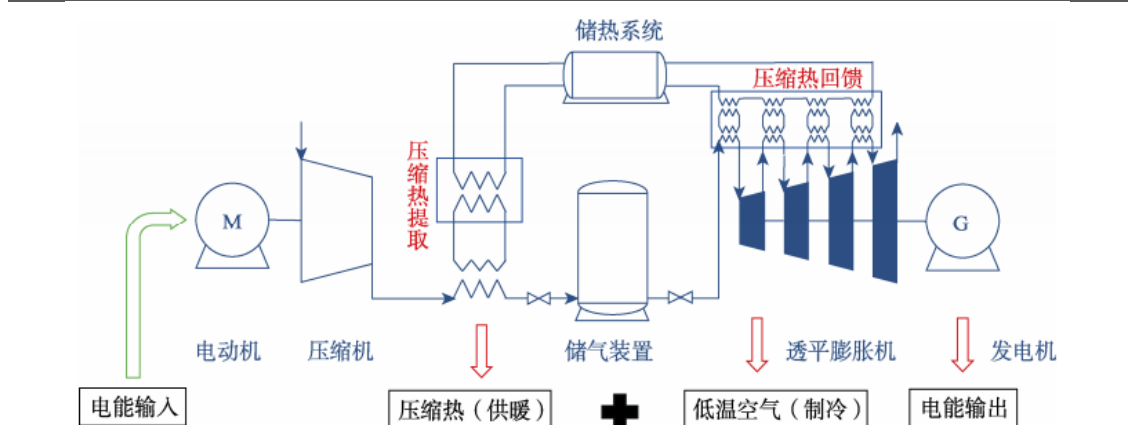 储热系统
压缩热回馈
压缩热提取
M
G
电动机
压缩机
储气装置
透平膨胀机
发电机
电能输入
压缩热（供暖）
低温空气（制冷）
电能输出